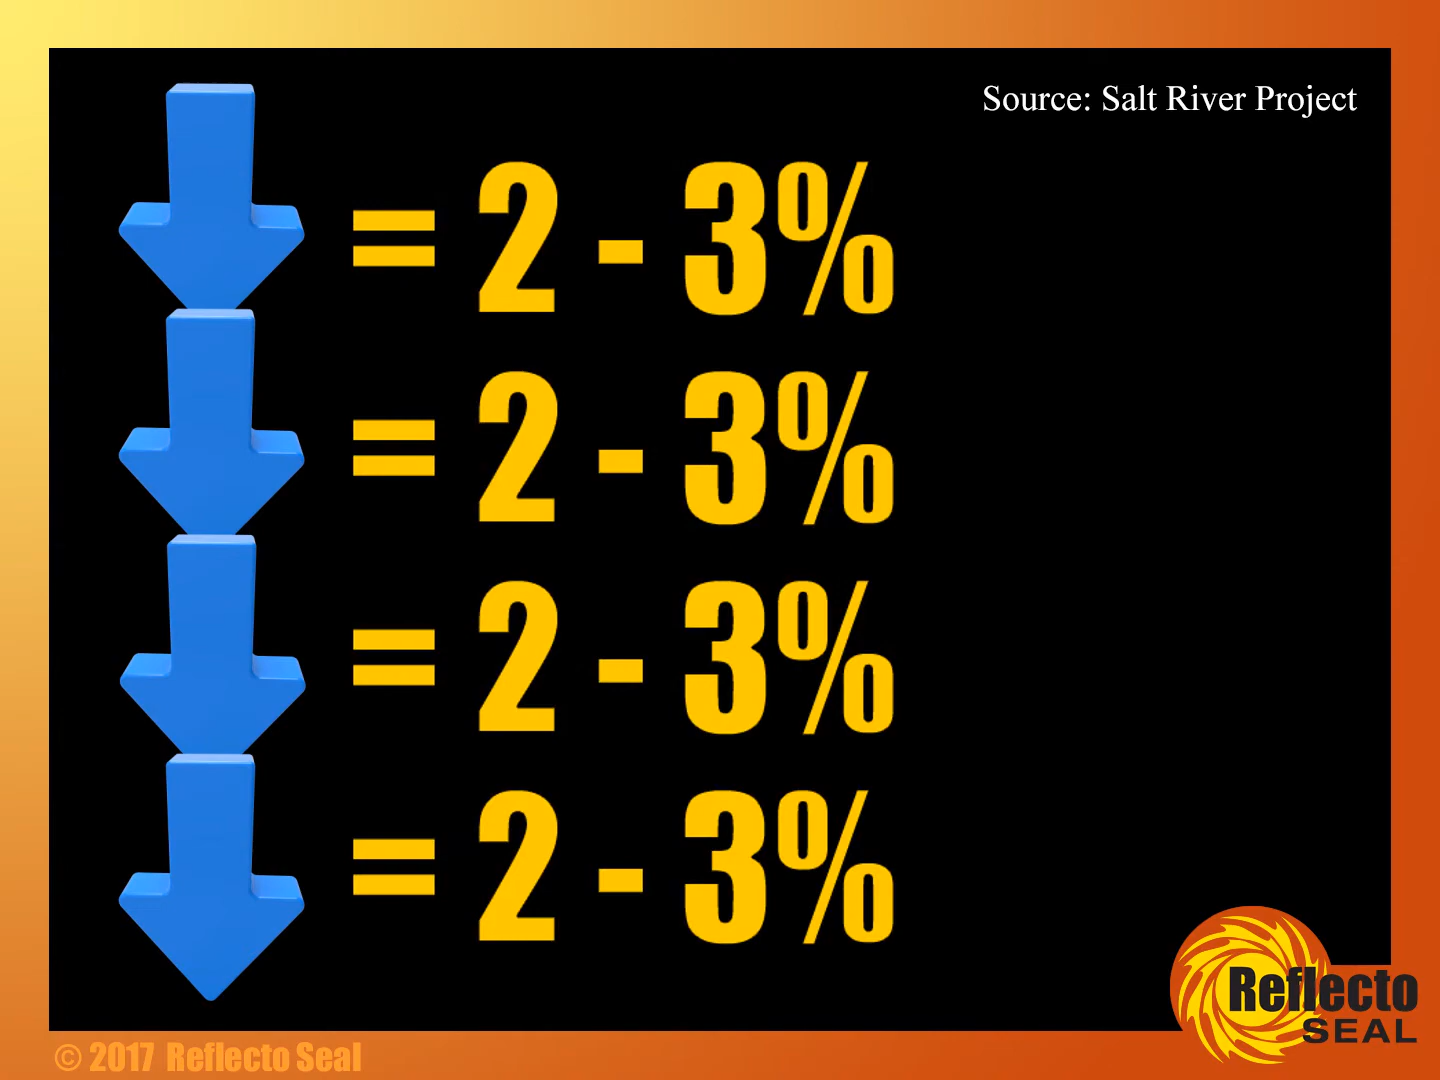 Source: Salt River Project
= 2 - 3%
= 2 - 3%
= 2 - 3%
= 2 - 3%
Reflecto
SEAL
© 2017 Reflecto Seal